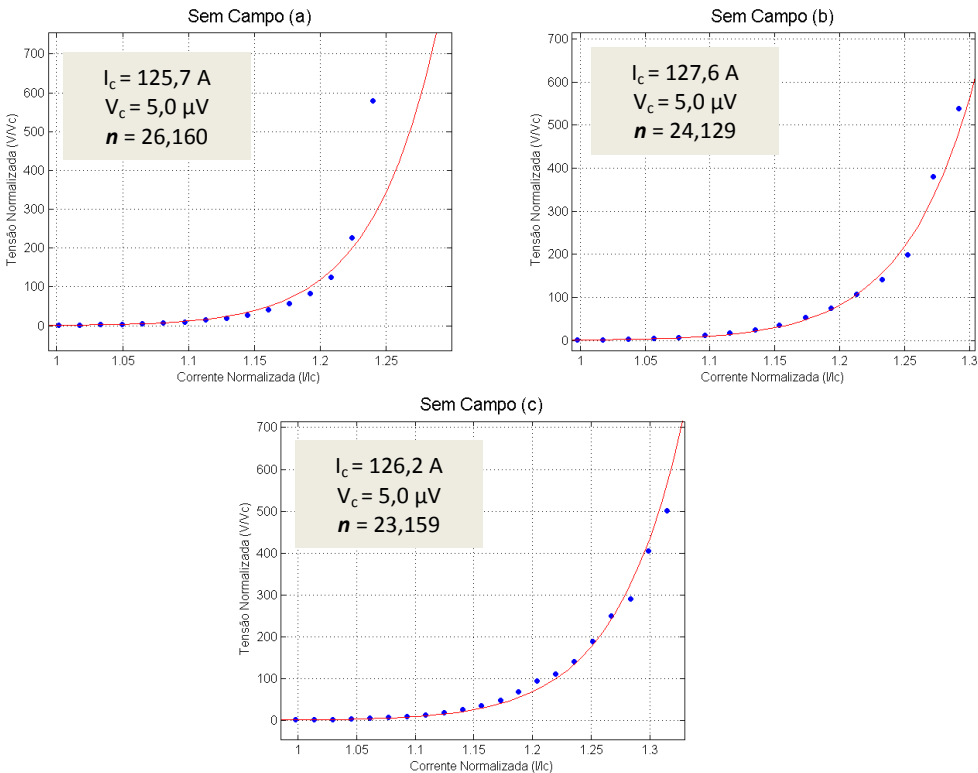 Sem Campo (a)
I_c = 125,7 A
V_c = 5,0 µV
n = 26,160
Tensão Normalizada (V/Vc)
700
600
500
400
300
200
100
0
1 1.05 1.1 1.15 1.2 1.25
Corrente Normalizada (I/Ic)
Sem Campo (b)
I_c = 127,6 A
V_c = 5,0 µV
n = 24,129
Tensão Normalizada (V/Vc)
700
600
500
400
300
200
100
0
1 1.05 1.1 1.15 1.2 1.25 1.3
Corrente Normalizada (I/Ic)
Sem Campo (c)
I_c = 126,2 A
V_c = 5,0 µV
n = 23,159
Tensão Normalizada (V/Vc)
700
600
500
400
300
200
100
0
1 1.05 1.1 1.15 1.2 1.25 1.3
Corrente Normalizada (I/Ic)